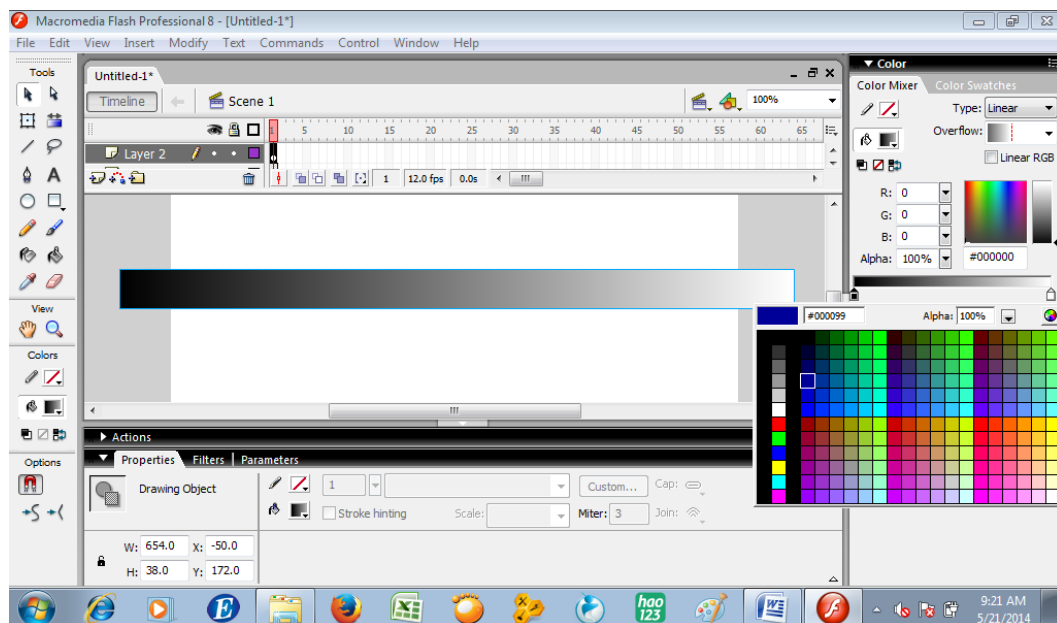 Macromedia Flash Professional 8 - [Untitled-1*]
File Edit View Insert Modify Text Commands Control Window Help
Tools
View
Colors
Options
Untitled-1*
Timeline
Scene 1
100%
1 5 10 15 20 25 30 35 40 45 50 55 60 65
Layer 2
1 12.0 fps 0.0s
Actions
Properties Filters Parameters
Drawing Object
1
Custom...
Cap:
Stroke hinting
Scale:
Miter: 3
Join:
W: 654.0 X: -50.0
H: 38.0 Y: 172.0
Color
Color Mixer Color Swatches
Type: Linear
Overflow:
Linear RGB
R: 0
G: 0
B: 0
Alpha: 100% #000000
#000099 Alpha: 100%
hao
123
9:21 AM
5/21/2014